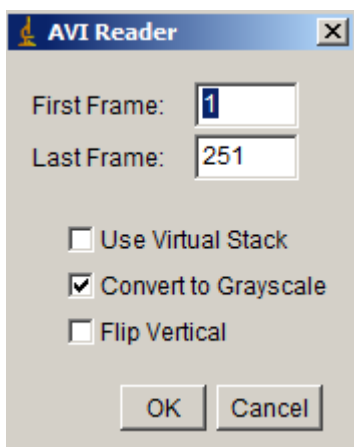 AVI Reader
First Frame: 1
Last Frame: 251
Use Virtual Stack
Convert to Grayscale
Flip Vertical
OK Cancel